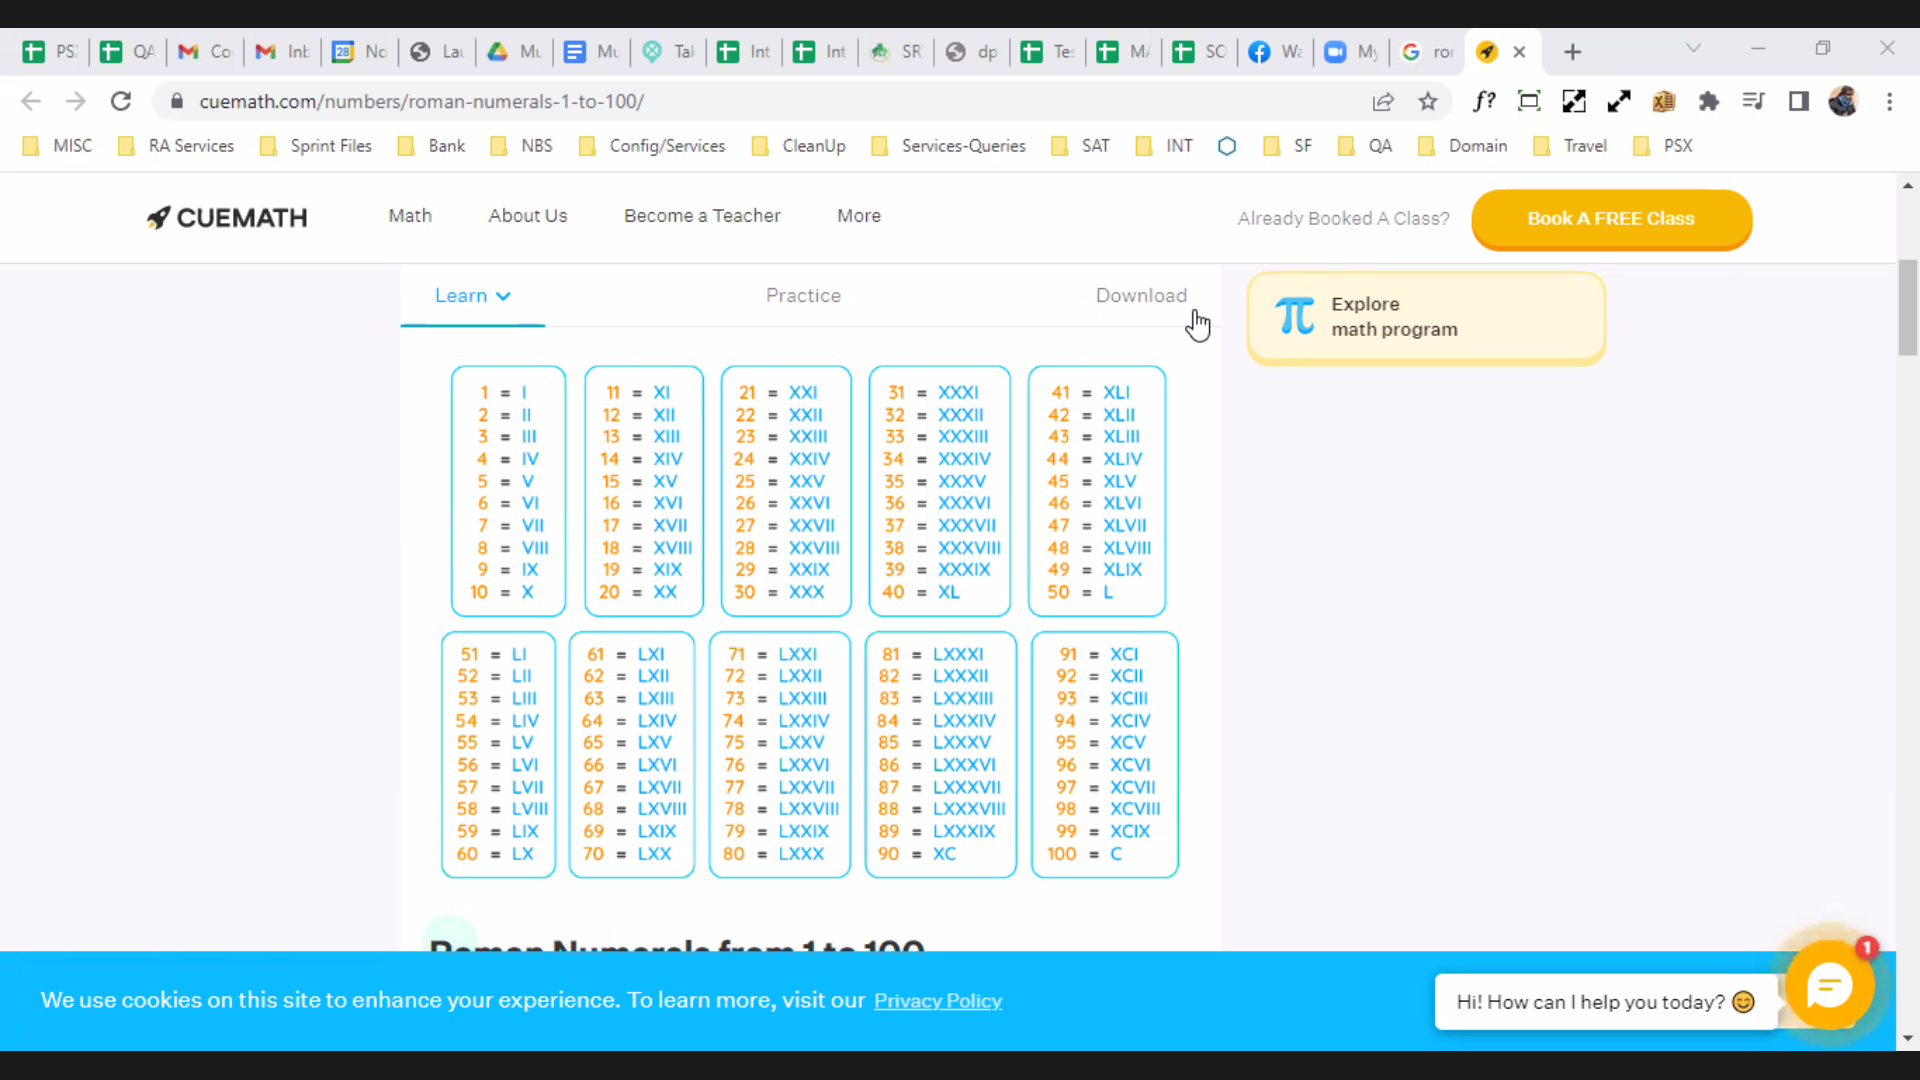 PS QA Co Inb 28 No Lau Mu Mu Tak Int Int SR dp Tes MA SO Wa My ror
cuemath.com/numbers/roman-numerals-1-to-100/ f?
MISC RA Services Sprint Files Bank NBS Config/Services CleanUp Services-Queries SAT INT SF QA Domain Travel PSX
CUEMATH Math About Us Become a Teacher More Already Booked A Class? Book A FREE Class
Learn Practice Download
π Explore
math program
1 = I 11 = XI 21 = XXI 31 = XXXI 41 = XLI
2 = II 12 = XII 22 = XXII 32 = XXXII 42 = XLII
3 = III 13 = XIII 23 = XXIII 33 = XXXIII 43 = XLIII
4 = IV 14 = XIV 24 = XXIV 34 = XXXIV 44 = XLIV
5 = V 15 = XV 25 = XXV 35 = XXXV 45 = XLV
6 = VI 16 = XVI 26 = XXVI 36 = XXXVI 46 = XLVI
7 = VII 17 = XVII 27 = XXVII 37 = XXXVII 47 = XLVII
8 = VIII 18 = XVIII 28 = XXVIII 38 = XXXVIII 48 = XLVIII
9 = IX 19 = XIX 29 = XXIX 39 = XXXIX 49 = XLIX
10 = X 20 = XX 30 = XXX 40 = XL 50 = L
51 = LI 61 = LXI 71 = LXXI 81 = LXXXI 91 = XCI
52 = LII 62 = LXII 72 = LXXII 82 = LXXXII 92 = XCII
53 = LIII 63 = LXIII 73 = LXXIII 83 = LXXXIII 93 = XCIII
54 = LIV 64 = LXIV 74 = LXXIV 84 = LXXXIV 94 = XCIV
55 = LV 65 = LXV 75 = LXXV 85 = LXXXV 95 = XCV
56 = LVI 66 = LXVI 76 = LXXVI 86 = LXXXVI 96 = XCVI
57 = LVII 67 = LXVII 77 = LXXVII 87 = LXXXVII 97 = XCVII
58 = LVIII 68 = LXVIII 78 = LXXVIII 88 = LXXXVIII 98 = XCVIII
59 = LIX 69 = LXIX 79 = LXXIX 89 = LXXXIX 99 = XCIX
60 = LX 70 = LXX 80 = LXXX 90 = XC 100 = C
Roman Numerals from 1 to 100
We use cookies on this site to enhance your experience. To learn more, visit our Privacy Policy
Hi! How can I help you today? 😊
1